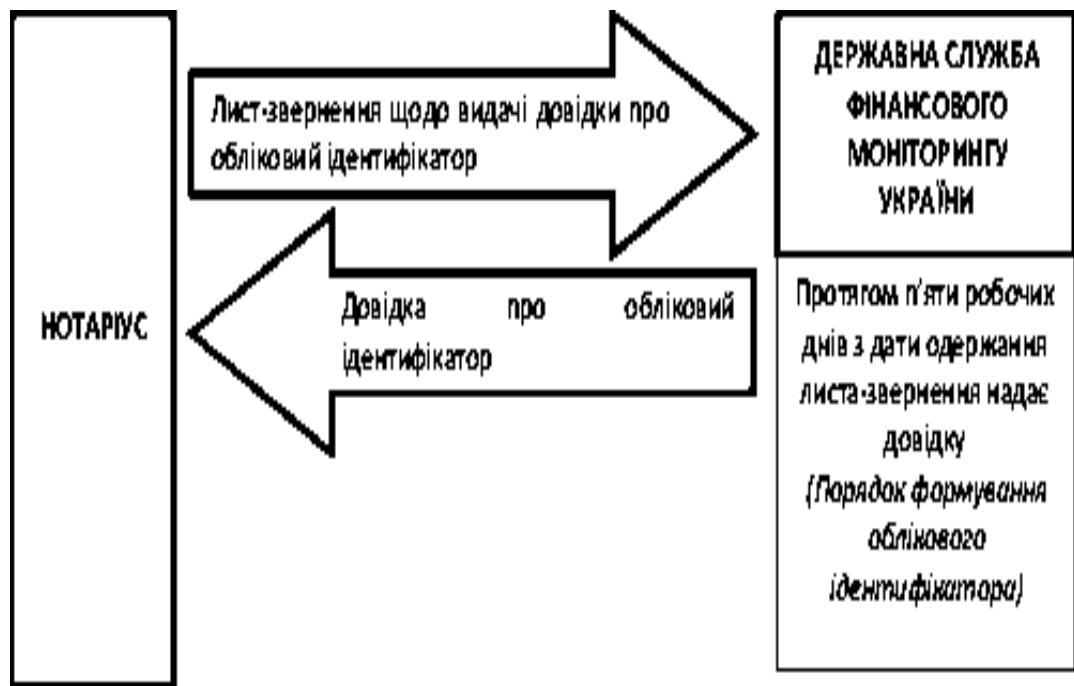 НОТАРІУС
Лист-звернення щодо видачі довідки про
обліковий ідентифікатор
Довідка про обліковий
ідентифікатор
ДЕРЖАВНА СЛУЖБА
ФІНАНСОВОГО
МОНІТОРИНГУ
УКРАЇНИ
Протягом п'яти робочих
днів з дати одержання
листа-звернення надає
довідку
(Порядок формування
облікового
ідентифікатора)